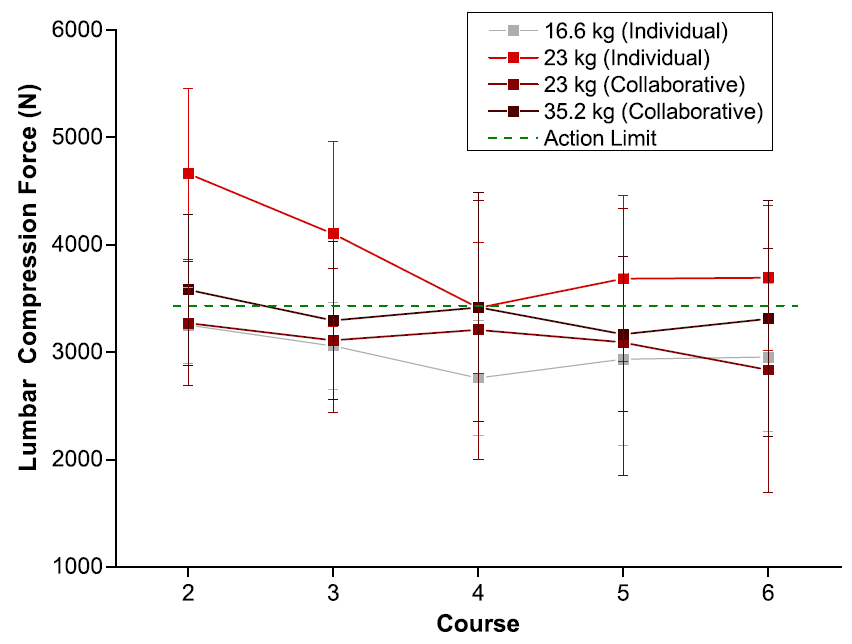 6000
5000
4000
3000
2000
1000
Lumbar Compression Force (N)
16.6 kg (Individual)
23 kg (Individual)
23 kg (Collaborative)
35.2 kg (Collaborative)
Action Limit
2 3 4 5 6
Course